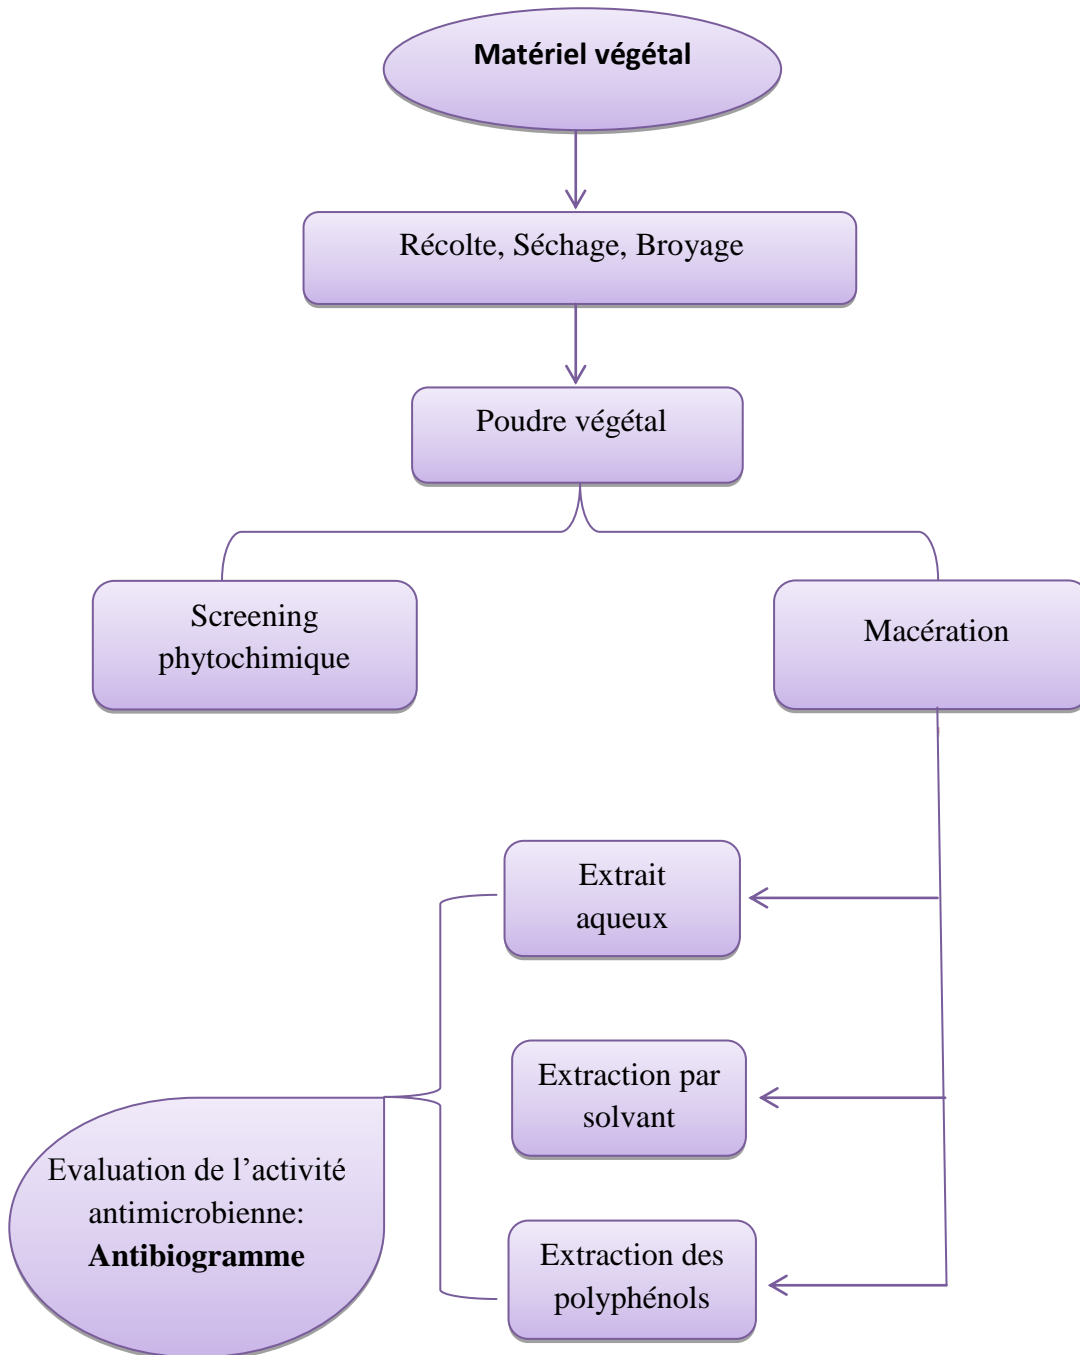 Matériel végétal
Récolte, Séchage, Broyage
Poudre végétal
Screening
phytochimique
Macération
Extrait
aqueux
Extraction par
solvant
Extraction des
polyphénols
Evaluation de l’activité
antimicrobienne:
Antibiogramme